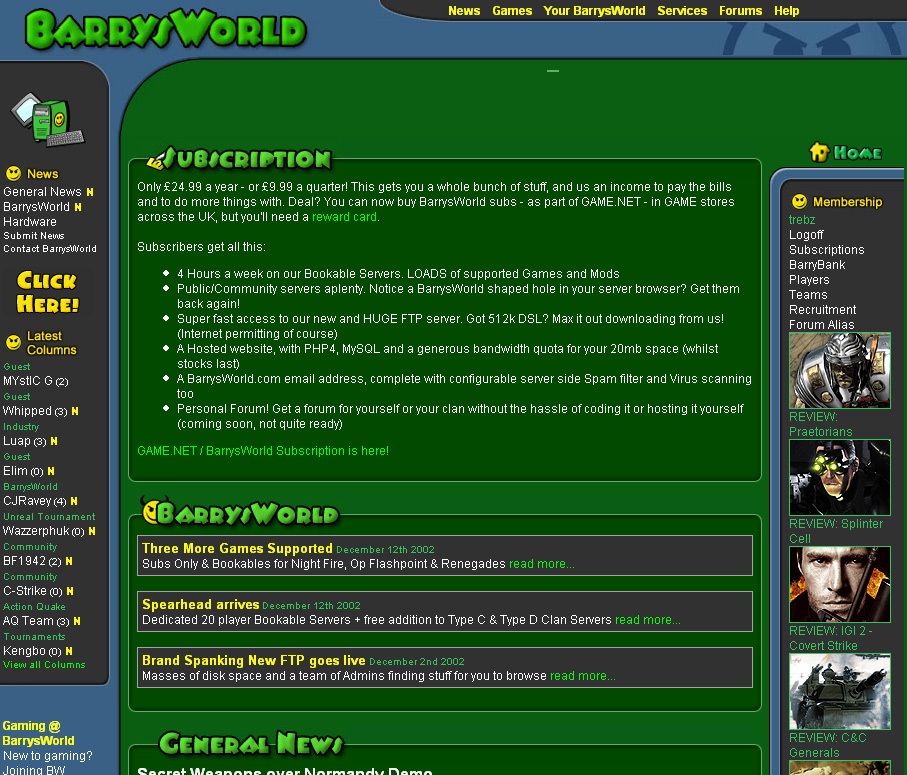 BARRYSWORLD
News Games Your BarrysWorld Services Forums Help
News
General News N
BarrysWorld N
Hardware
Submit News
Contact BarrysWorld
CLICK
HERE!
Latest
Columns
Guest
MYstIC G (2)
Guest
Whipped (3) N
Industry
Luap (3) N
Guest
Elim (0) N
BarrysWorld
CJRavey (4) N
Unreal Tournament
Wazzerphuk (0) N
Community
BF1942 (2) N
Community
C-Strike (0) N
Action Quake
AQ Team (3) N
Tournaments
Kengbo (0) N
View all Columns
Gaming @
BarrysWorld
New to gaming?
Joining BW
SUBSCRIPTION
Only £24.99 a year - or £9.99 a quarter! This gets you a whole bunch of stuff, and us an income to pay the bills
and to do more things with. Deal? You can now buy BarrysWorld subs - as part of GAME.NET - in GAME stores
across the UK, but you'll need a reward card.
Subscribers get all this:
4 Hours a week on our Bookable Servers. LOADS of supported Games and Mods
Public/Community servers aplenty. Notice a BarrysWorld shaped hole in your server browser? Get them
back again!
Super fast access to our new and HUGE FTP server. Got 512k DSL? Max it out downloading from us!
(Internet permitting of course)
A Hosted website, with PHP4, MySQL and a generous bandwidth quota for your 20mb space (whilst
stocks last)
A BarrysWorld.com email address, complete with configurable server side Spam filter and Virus scanning
too
Personal Forum! Get a forum for yourself or your clan without the hassle of coding it or hosting it yourself
(coming soon, not quite ready)
GAME.NET / BarrysWorld Subscription is here!
BARRYSWORLD
Three More Games Supported December 12th 2002
Subs Only & Bookables for Night Fire, Op Flashpoint & Renegades read more...
Spearhead arrives December 12th 2002
Dedicated 20 player Bookable Servers + free addition to Type C & Type D Clan Servers read more...
Brand Spanking New FTP goes live December 2nd 2002
Masses of disk space and a team of Admins finding stuff for you to browse read more...
GENERAL NEWS
Secret Weapons over Normandy Demo
HOME
Membership
trebz
Logoff
Subscriptions
BarryBank
Players
Teams
Recruitment
Forum Alias
REVIEW:
Praetorians
REVIEW: Splinter
Cell
REVIEW: IGI 2 -
Covert Strike
REVIEW: C&C
Generals